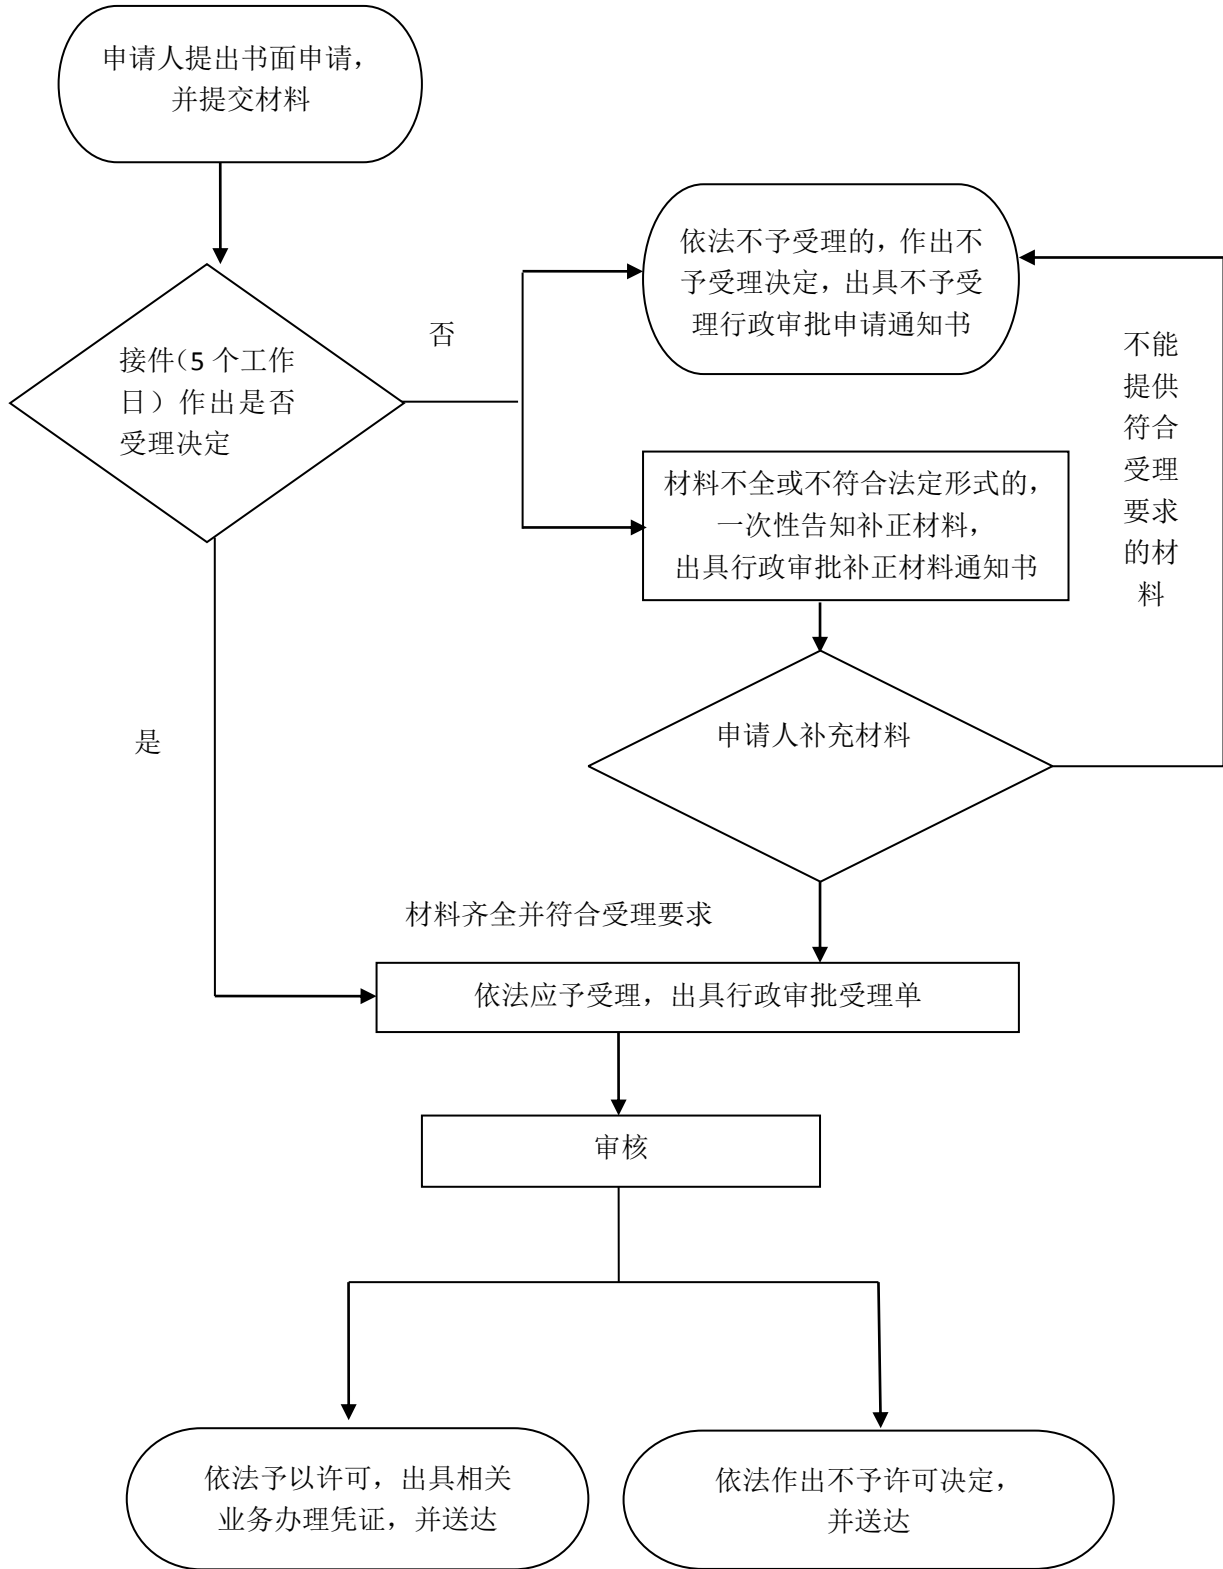 申请人提出书面申请，
并提交材料
依法不予受理的，作出不
予受理决定，出具不予受
理行政审批申请通知书
否
接件（5 个工作
日）作出是否
受理决定
不能
提供
符合
受理
要求
的材
料
材料不全或不符合法定形式的，
一次性告知补正材料，
出具行政审批补正材料通知书
是
申请人补充材料
材料齐全并符合受理要求
依法应予受理，出具行政审批受理单
审核
依法予以许可，出具相关
业务办理凭证，并送达
依法作出不予许可决定，
并送达